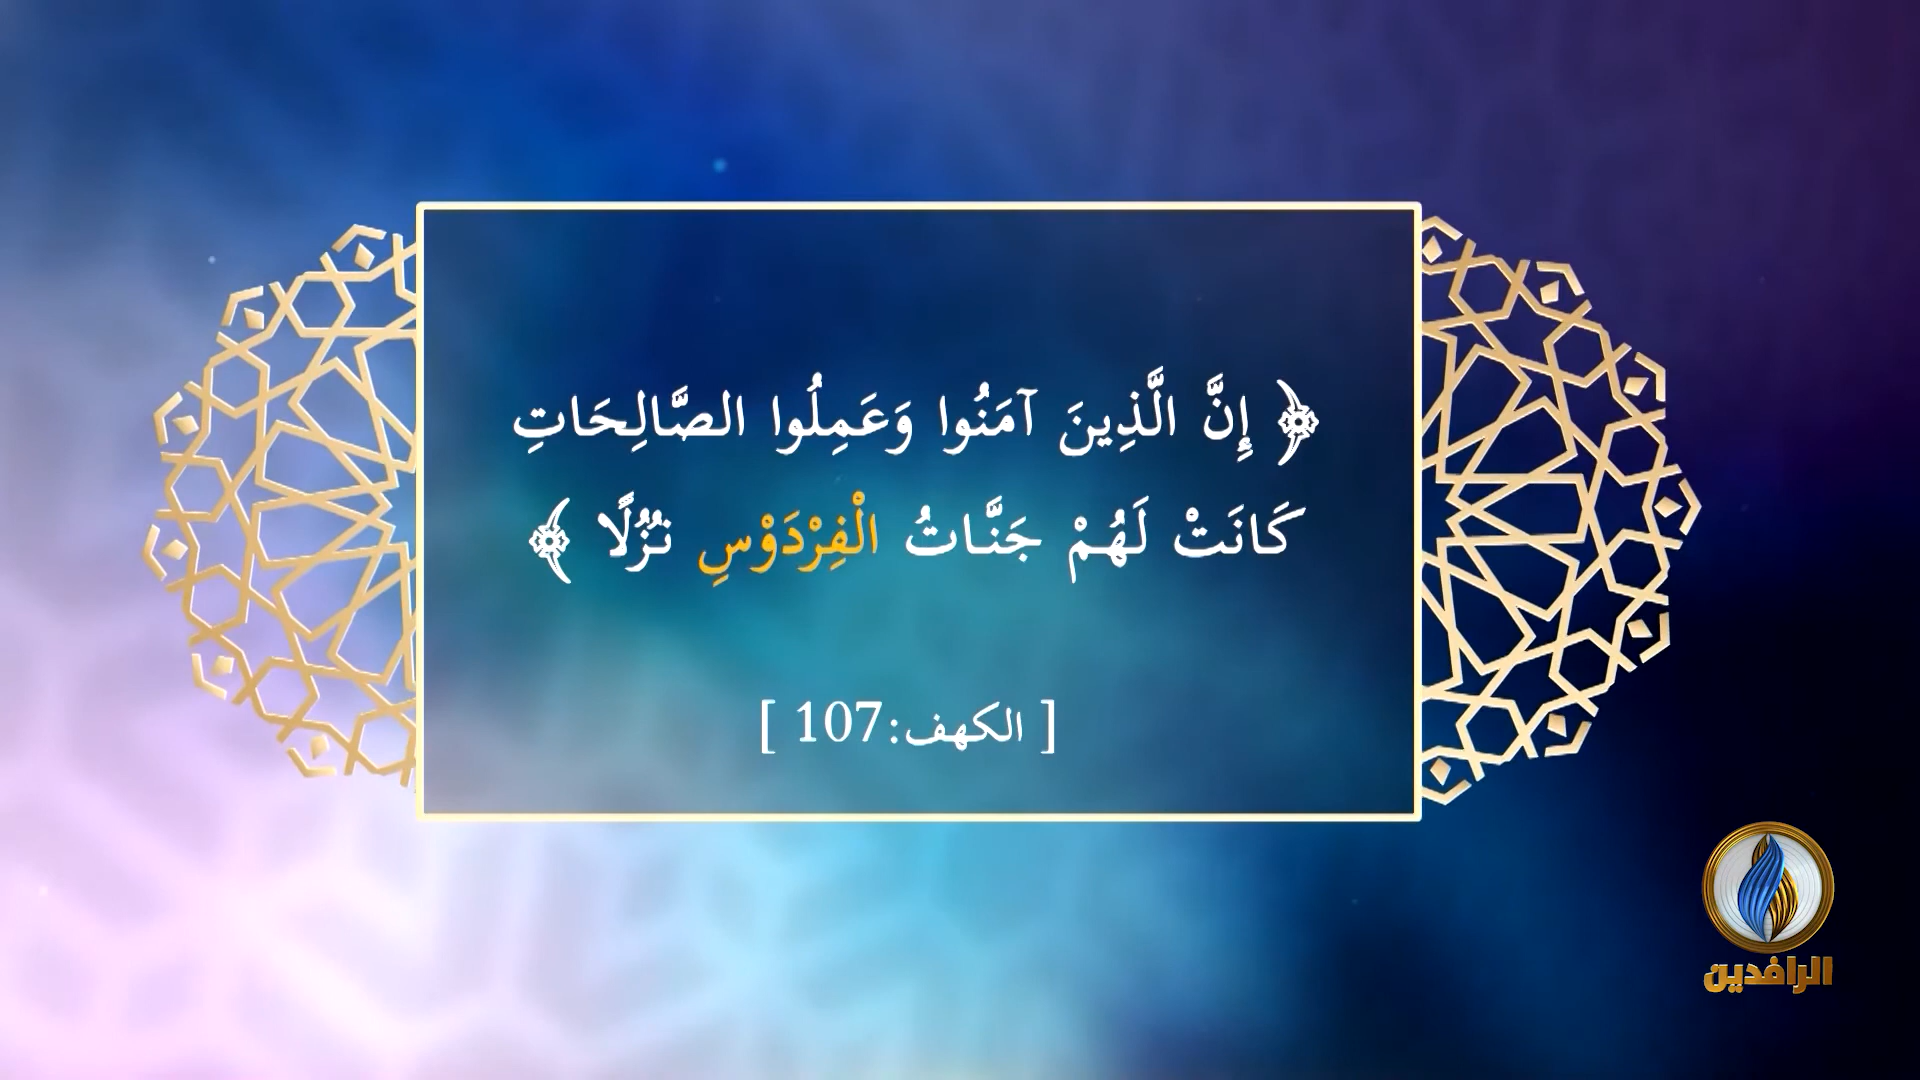 ﴿ إِنَّ الَّذِينَ آمَنُوا وَعَمِلُوا الصَّالِحَاتِ
كَانَتْ لَهُمْ جَنَّاتُ الْفِرْدَوْسِ نُزُلًا ﴾
[ الكهف:107 ]
الرافدين